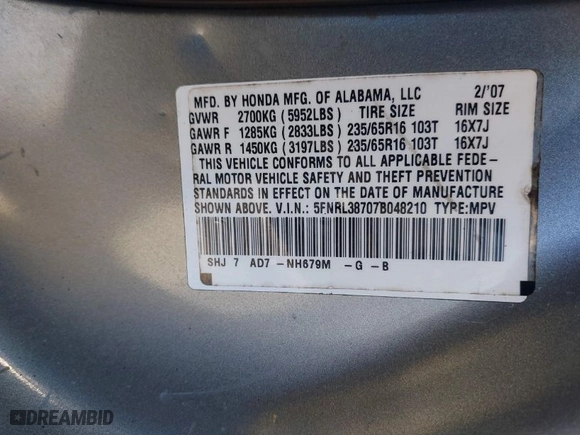 MFD. BY HONDA MFG. OF ALABAMA, LLC 2/'07
GVWR 2700KG (5952LBS) TIRE SIZE RIM SIZE
GAWR F 1285KG (2833LBS) 235/65R16 103T 16X7J
GAWR R 1450KG (3197LBS) 235/65R16 103T 16X7J
THIS VEHICLE CONFORMS TO ALL APPLICABLE FEDE-
RAL MOTOR VEHICLE SAFETY AND THEFT PREVENTION
STANDARDS IN EFFECT ON THE DATE OF MANUFACTURE
SHOWN ABOVE. V.I.N.: 5FNRL38707B048210 TYPE:MPV
SHJ 7 AD7 -NH679M -G -B
DREAMBID